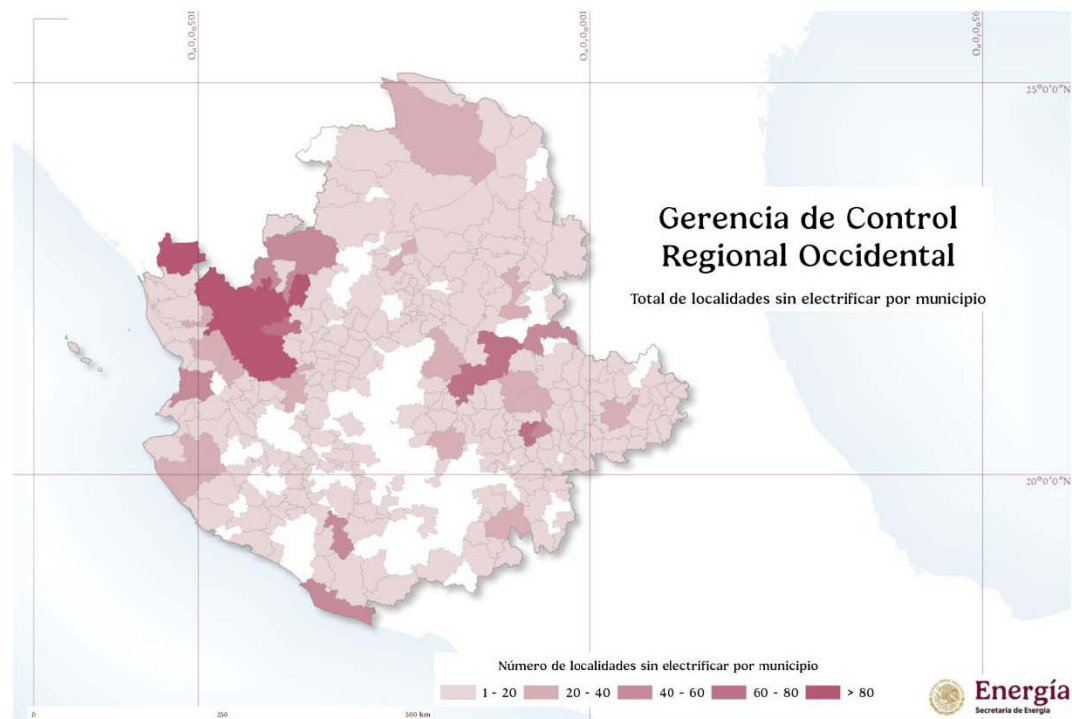 105°0'0"O
100°0'0"O
95°0'0"O
25°0'0"N
Gerencia de Control
Regional Occidental
Total de localidades sin electrificar por municipio
20°0'0"N
Número de localidades sin electrificar por municipio
1 - 20
20 - 40
40 - 60
60 - 80
> 80
0
250
500 km
Energía
Secretaría de Energía